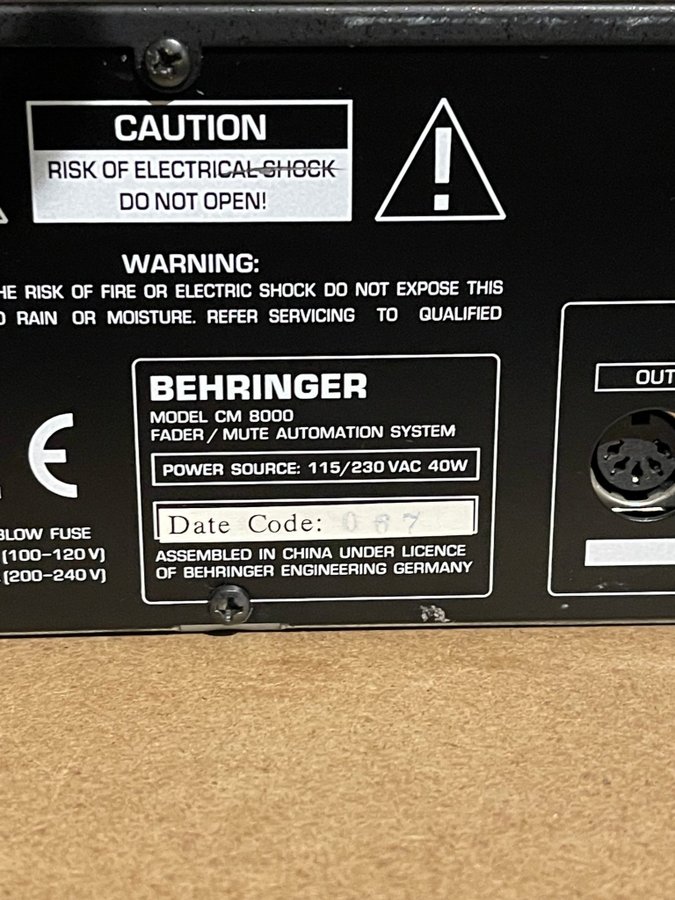 CAUTION
RISK OF ELECTRICAL SHOCK
DO NOT OPEN!
WARNING:
HE RISK OF FIRE OR ELECTRIC SHOCK DO NOT EXPOSE THIS
O RAIN OR MOISTURE. REFER SERVICING TO QUALIFIED
BEHRINGER
MODEL CM 8000
FADER / MUTE AUTOMATION SYSTEM
POWER SOURCE: 115/230 VAC 40W
Date Code: 087
ASSEMBLED IN CHINA UNDER LICENCE
OF BEHRINGER ENGINEERING GERMANY
CE
BLOW FUSE
(100-120 V)
(200-240 V)
OUT